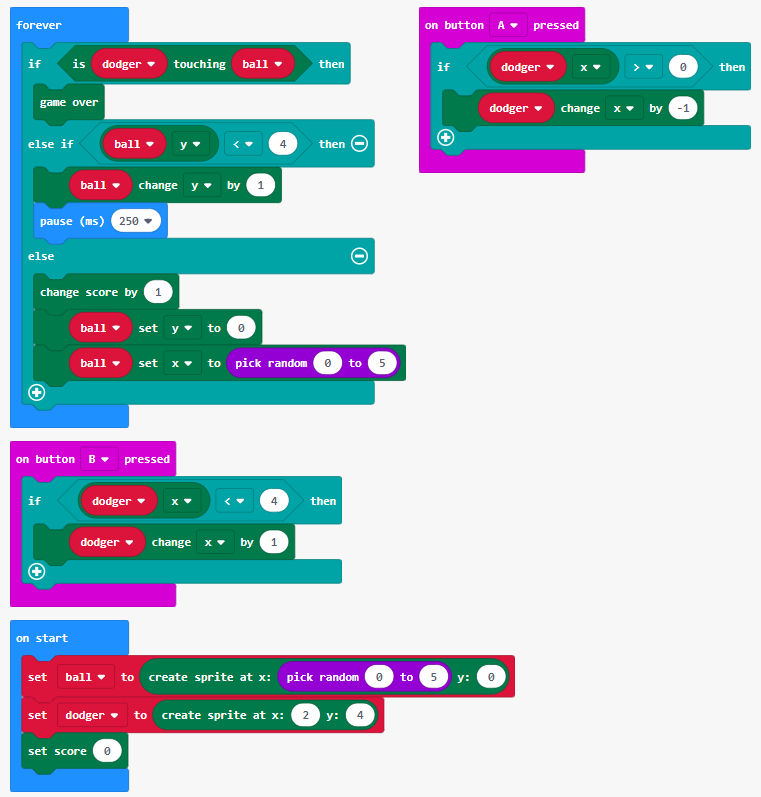 forever
if is dodger touching ball then
game over
else if ball y < 4 then
ball change y by 1
pause (ms) 250
else
change score by 1
ball set y to 0
ball set x to pick random 0 to 5
on button A pressed
if dodger x > 0 then
dodger change x by -1
on button B pressed
if dodger x < 4 then
dodger change x by 1
on start
set ball to create sprite at x: pick random 0 to 5 y: 0
set dodger to create sprite at x: 2 y: 4
set score 0